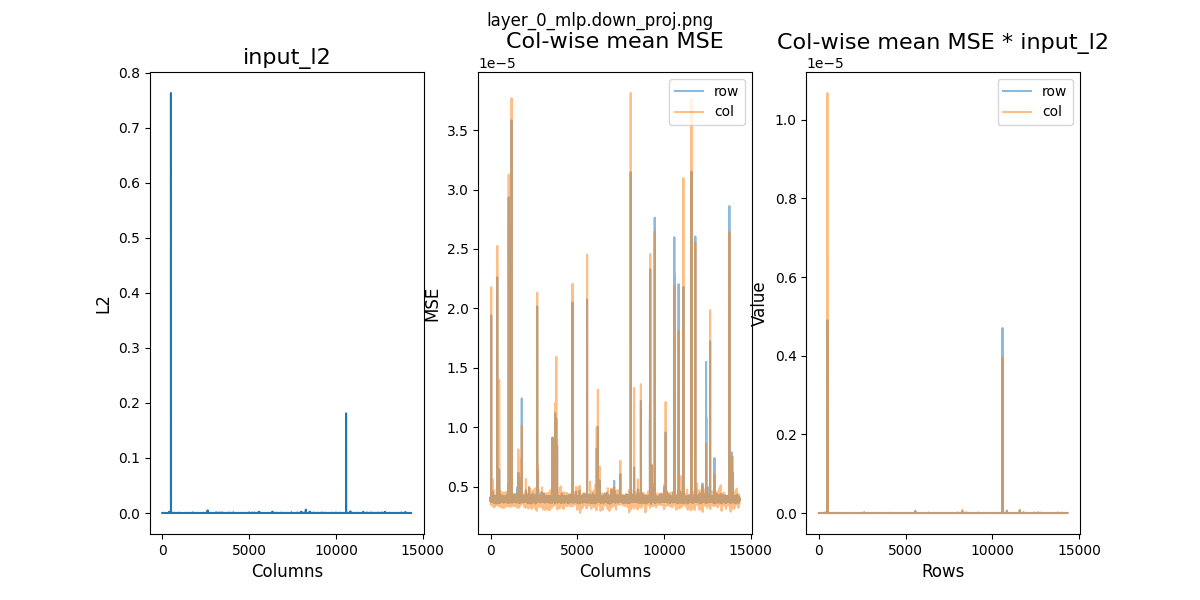 layer_0_mlp.down_proj.png
input_l2
L2
0.8
0.7
0.6
0.5
0.4
0.3
0.2
0.1
0.0
0 5000 10000 15000
Columns
Col-wise mean MSE
1e−5
row
col
MSE
3.5
3.0
2.5
2.0
1.5
1.0
0.5
0 5000 10000 15000
Columns
Col-wise mean MSE * input_l2
1e−5
row
col
Value
1.0
0.8
0.6
0.4
0.2
0.0
0 5000 10000 15000
Rows